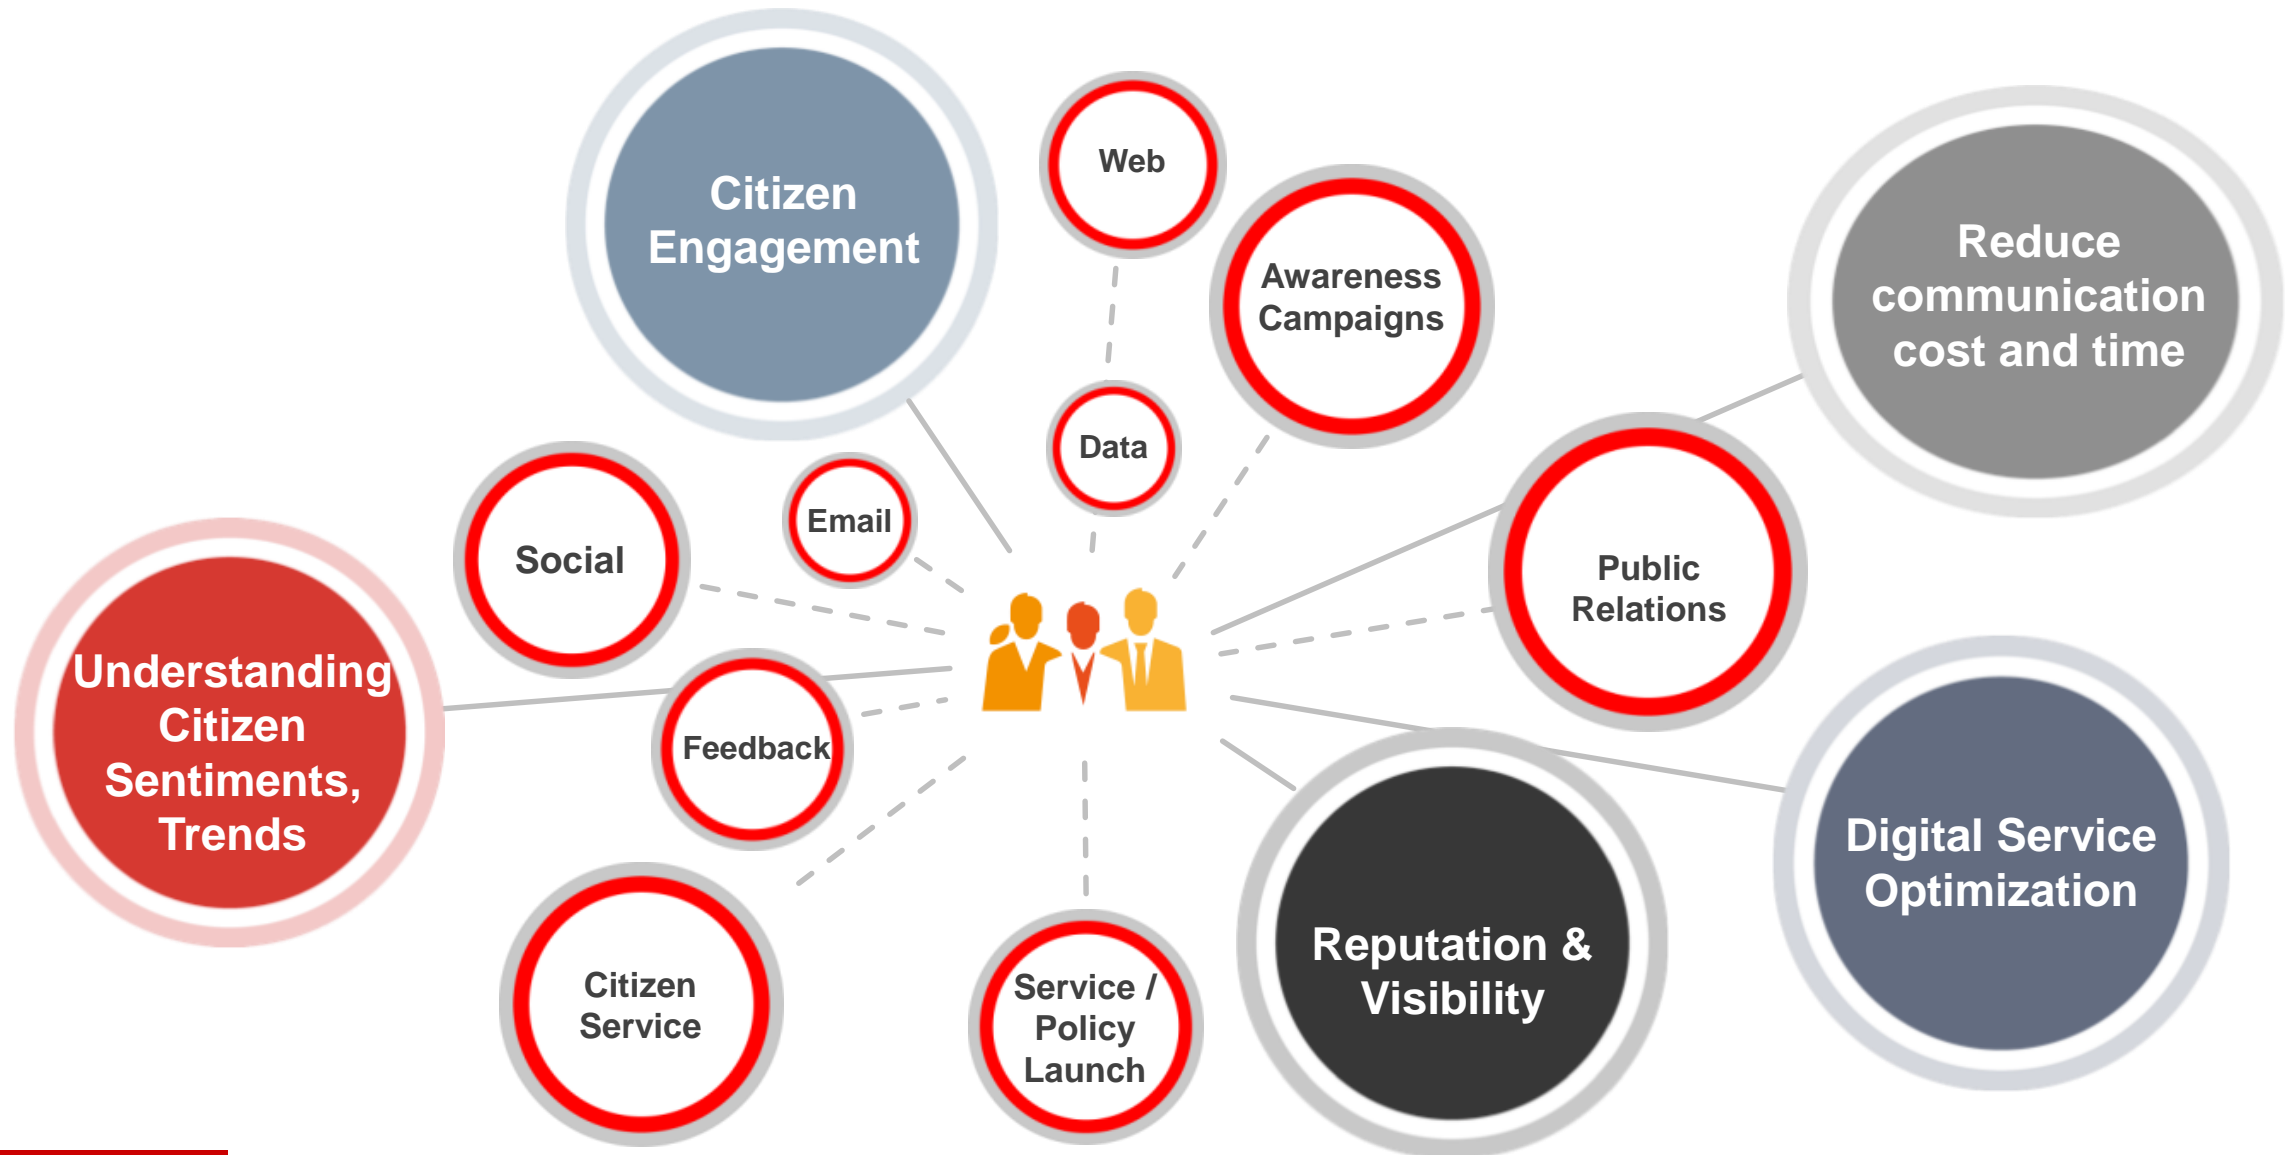 Citizen
Engagement
Web
Awareness
Campaigns
Reduce
communication
cost and time
Data
Email
Social
Public
Relations
Understanding
Citizen
Sentiments,
Trends
Feedback
Digital Service
Optimization
Reputation &
Visibility
Citizen
Service
Service /
Policy
Launch